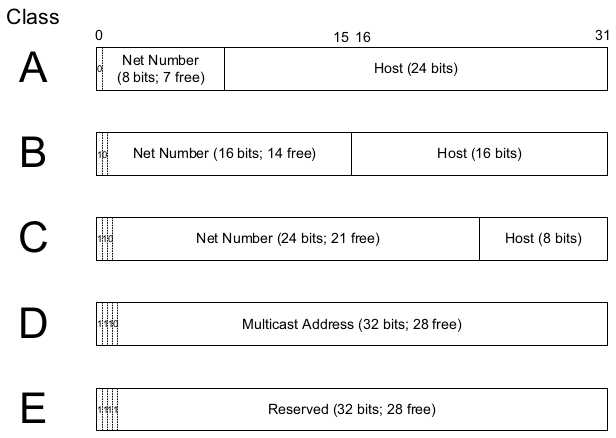 Class
0 15 16 31
A
0
Net Number
(8 bits; 7 free)
Host (24 bits)
B
10
Net Number (16 bits; 14 free)
Host (16 bits)
C
110
Net Number (24 bits; 21 free)
Host (8 bits)
D
1110
Multicast Address (32 bits; 28 free)
E
1111
Reserved (32 bits; 28 free)